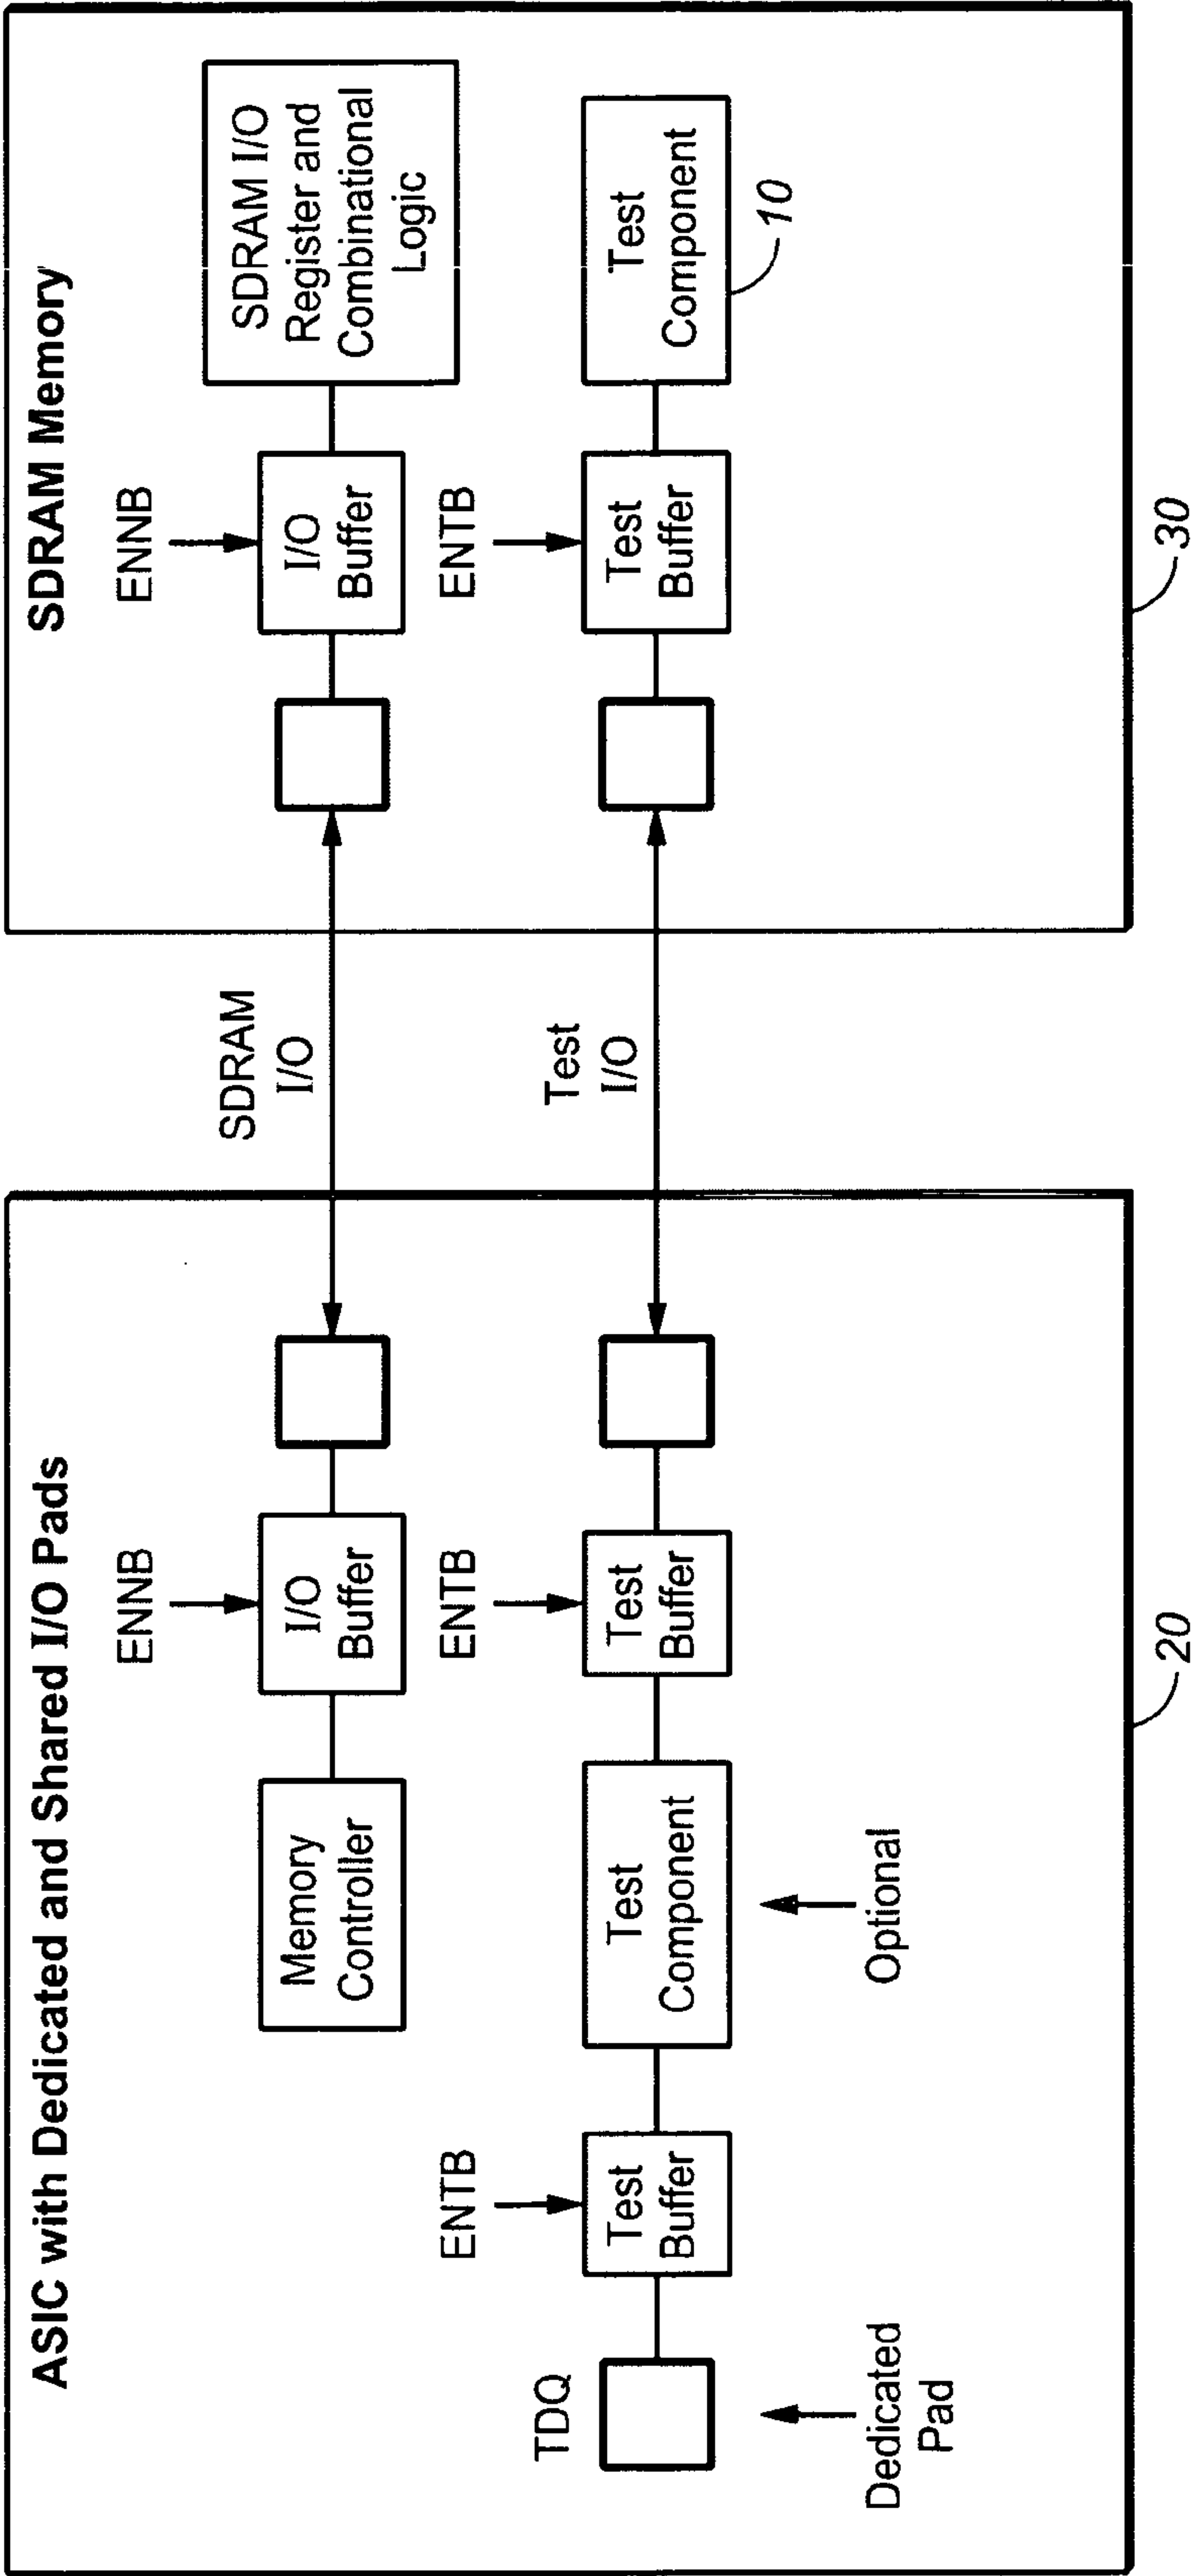 ASIC with Dedicated and Shared I/O Pads
ENNB
Memory
Controller
I/O
Buffer
ENTB
ENTB
TDQ
Test
Buffer
Test
Component
Test
Buffer
Dedicated
Pad
Optional
20
SDRAM
I/O
Test
I/O
SDRAM Memory
ENNB
I/O
Buffer
SDRAM I/O
Register and
Combinational
Logic
ENTB
Test
Buffer
Test
Component
10
30